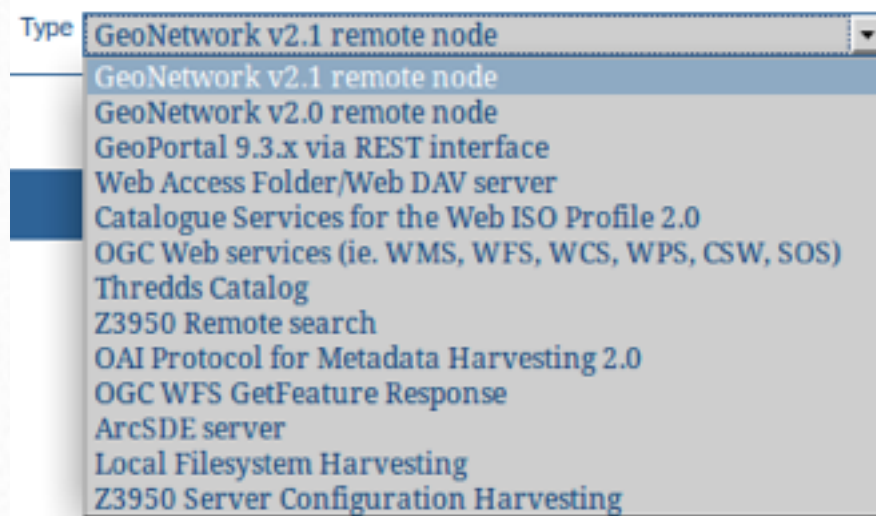 Type GeoNetwork v2.1 remote node
GeoNetwork v2.1 remote node
GeoNetwork v2.0 remote node
GeoPortal 9.3.x via REST interface
Web Access Folder/Web DAV server
Catalogue Services for the Web ISO Profile 2.0
OGC Web services (ie. WMS, WFS, WCS, WPS, CSW, SOS)
Thredds Catalog
Z3950 Remote search
OAI Protocol for Metadata Harvesting 2.0
OGC WFS GetFeature Response
ArcSDE server
Local Filesystem Harvesting
Z3950 Server Configuration Harvesting